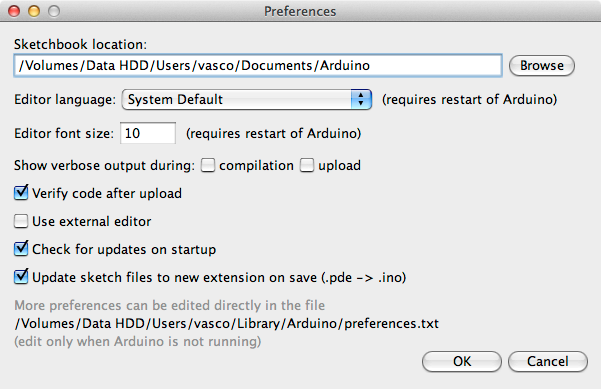 Preferences
Sketchbook location:
/Volumes/Data HDD/Users/vasco/Documents/Arduino
Browse
Editor language: System Default (requires restart of Arduino)
Editor font size: 10 (requires restart of Arduino)
Show verbose output during: compilation upload
Verify code after upload
Use external editor
Check for updates on startup
Update sketch files to new extension on save (.pde -> .ino)
More preferences can be edited directly in the file
/Volumes/Data HDD/Users/vasco/Library/Arduino/preferences.txt
(edit only when Arduino is not running)
OK Cancel